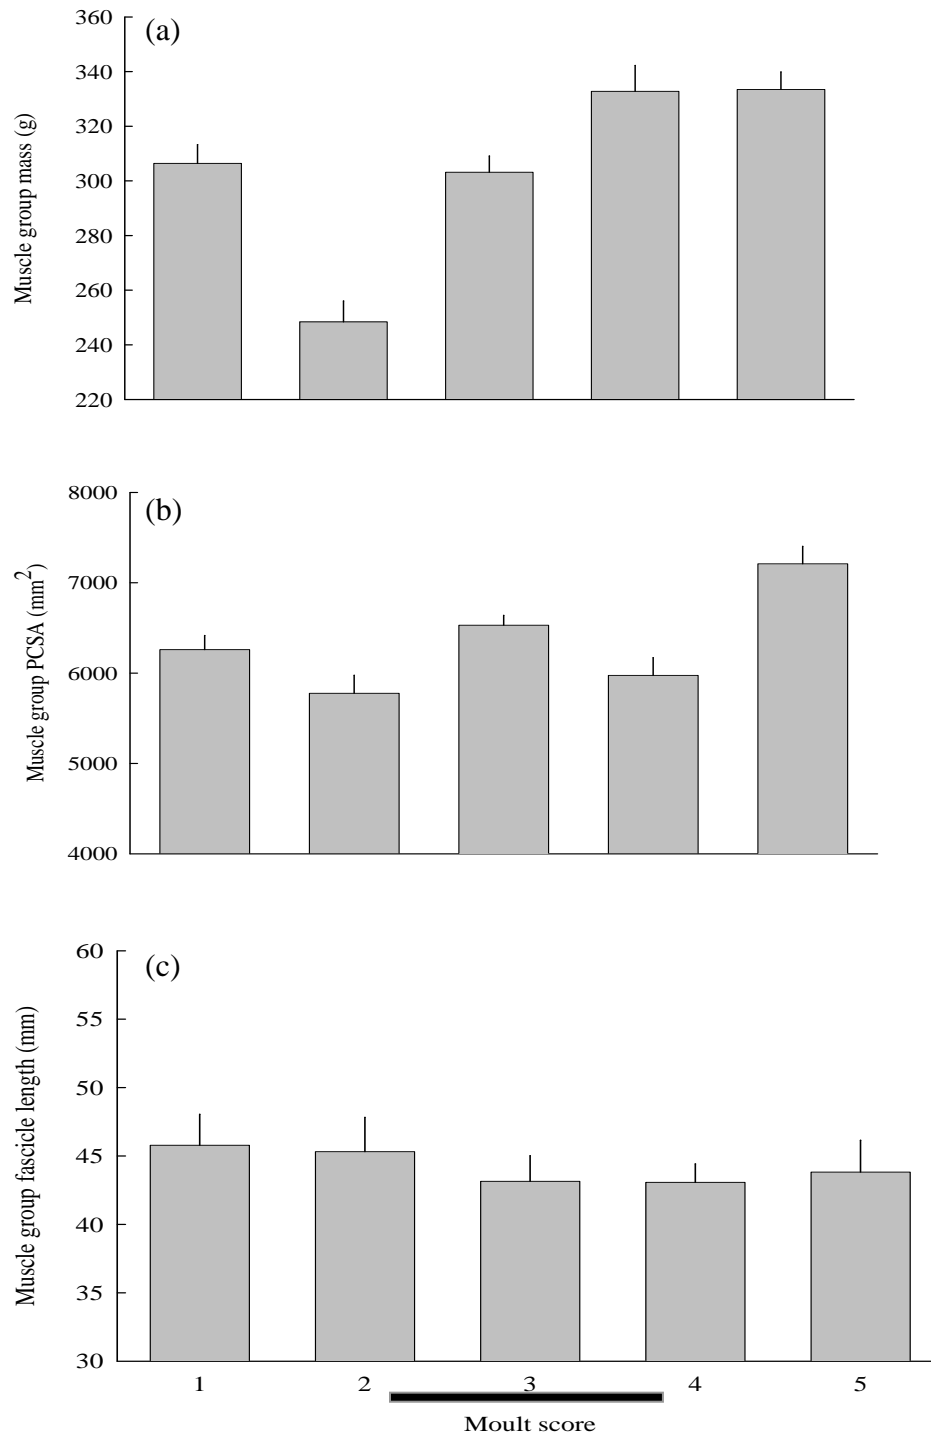 (a)
Muscle group mass (g)
360
340
320
300
280
260
240
220
(b)
Muscle group PCSA (mm²)
8000
7000
6000
5000
4000
(c)
Muscle group fascicle length (mm)
60
55
50
45
40
35
30
1 2 3 4 5
Moult score